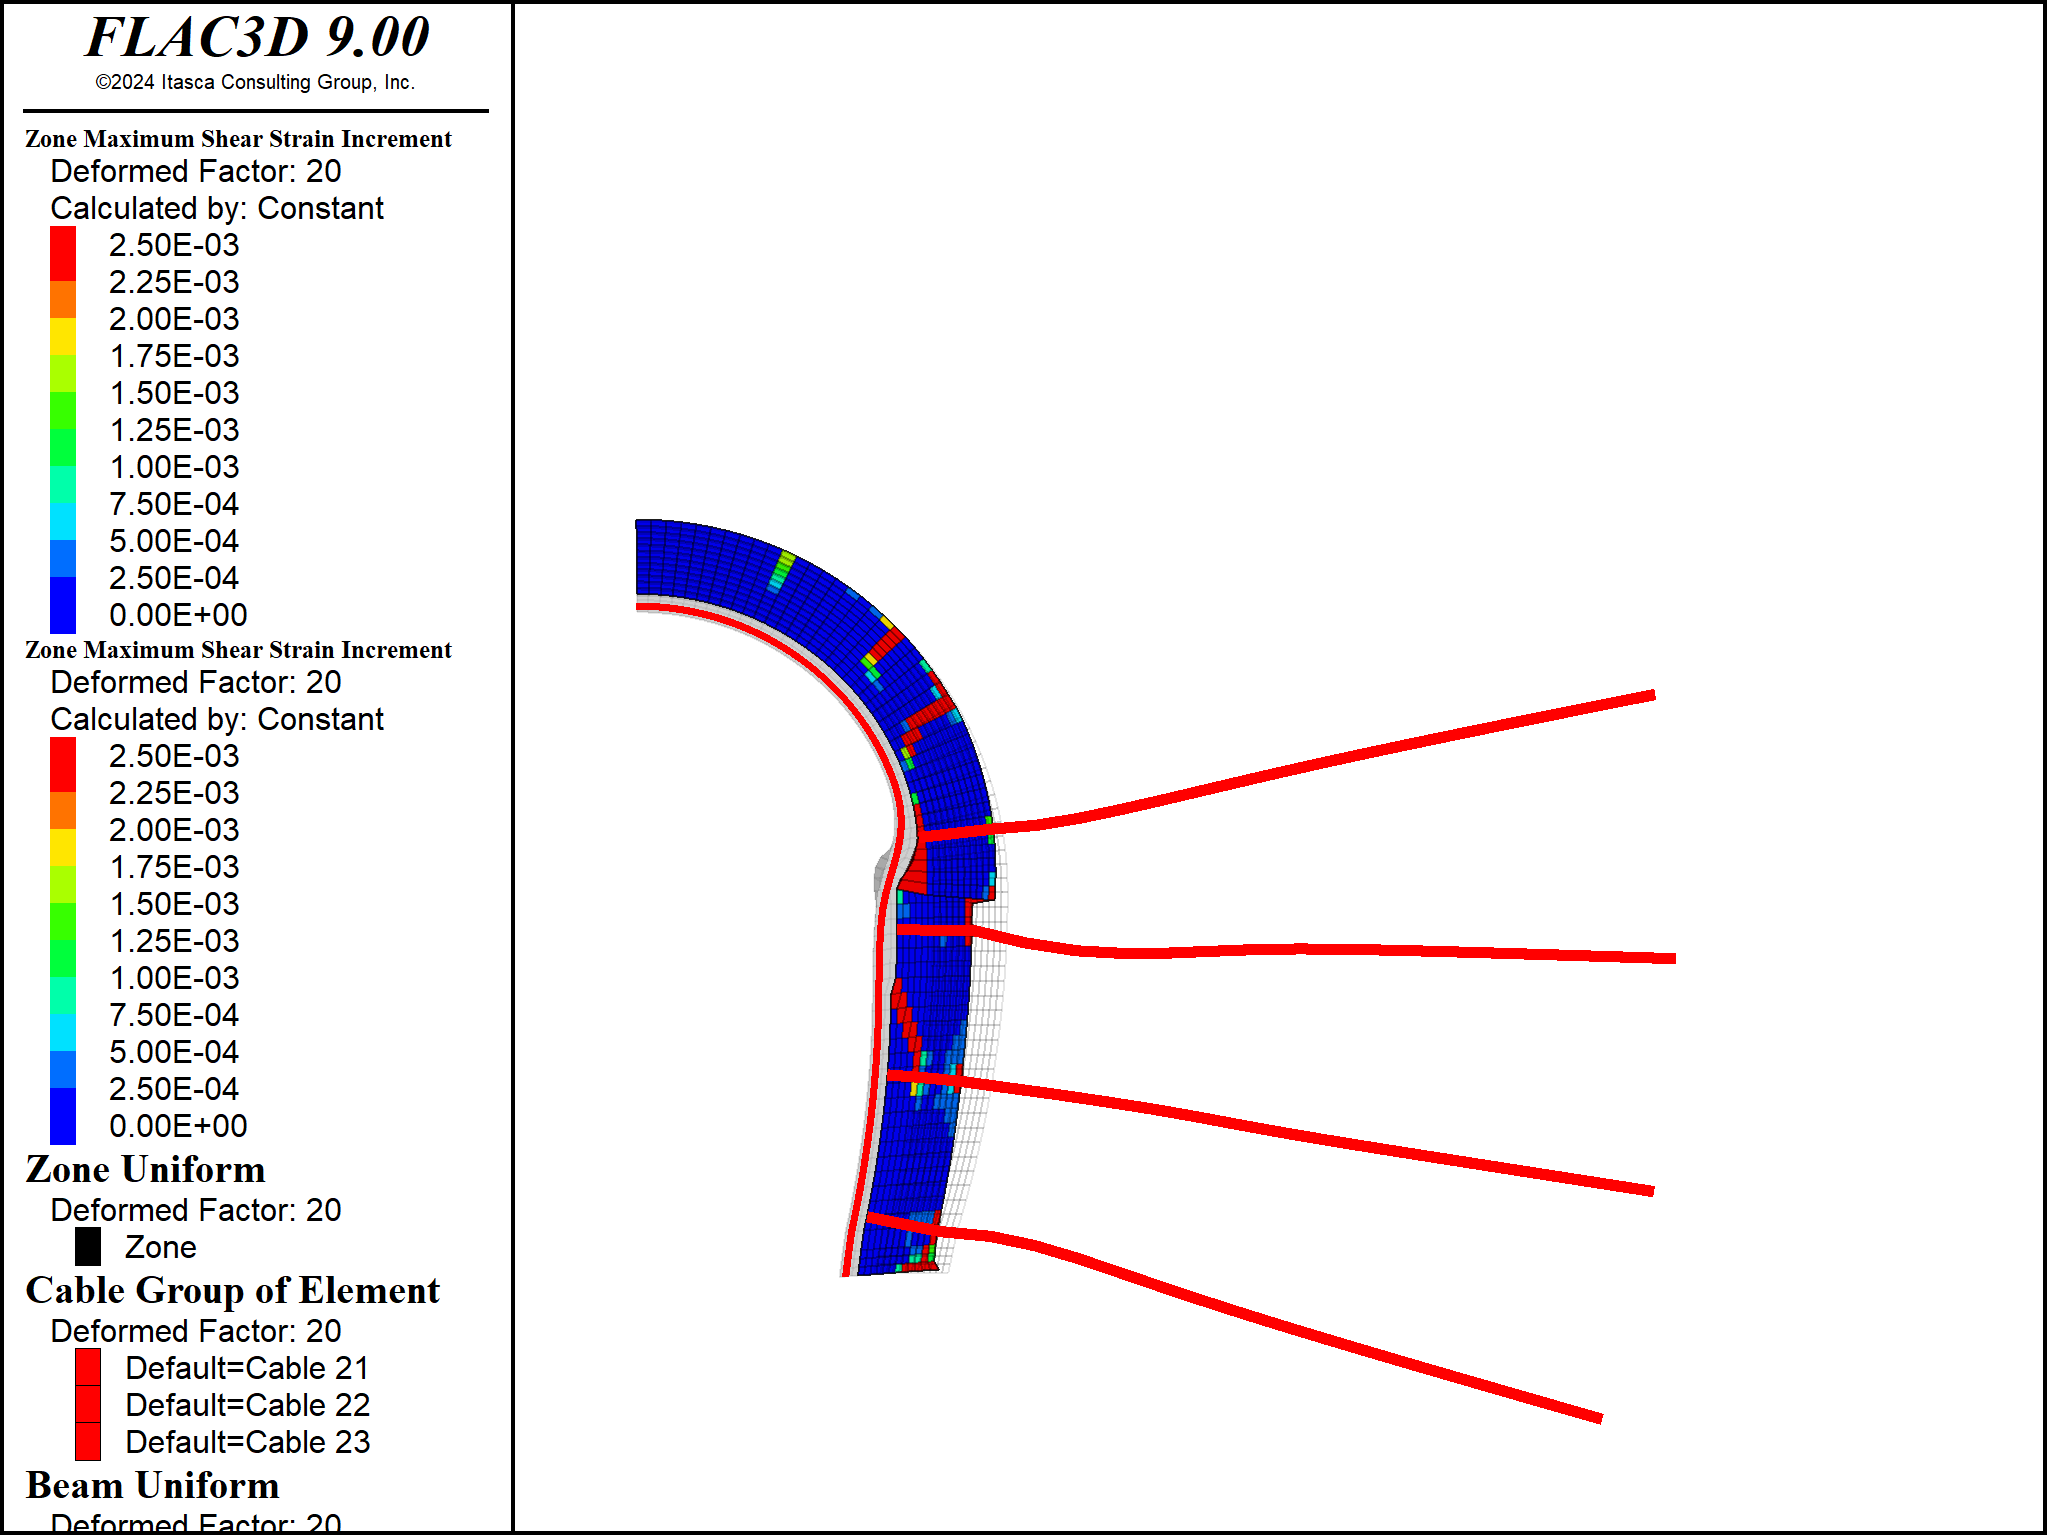 FLAC3D 9.00
©2024 Itasca Consulting Group, Inc.
Zone Maximum Shear Strain Increment
Deformed Factor: 20
Calculated by: Constant
2.50E-03
2.25E-03
2.00E-03
1.75E-03
1.50E-03
1.25E-03
1.00E-03
7.50E-04
5.00E-04
2.50E-04
0.00E+00
Zone Maximum Shear Strain Increment
Deformed Factor: 20
Calculated by: Constant
2.50E-03
2.25E-03
2.00E-03
1.75E-03
1.50E-03
1.25E-03
1.00E-03
7.50E-04
5.00E-04
2.50E-04
0.00E+00
Zone Uniform
Deformed Factor: 20
Zone
Cable Group of Element
Deformed Factor: 20
Default=Cable 21
Default=Cable 22
Default=Cable 23
Beam Uniform
Deformed Factor: 20